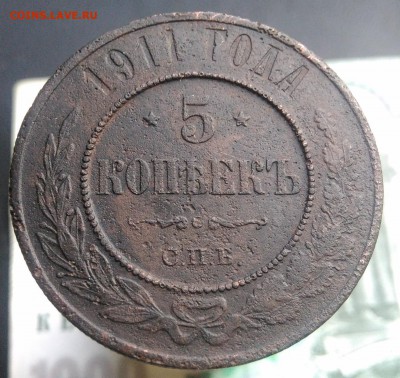 COINS.LAVE.RU
1911 ГОДА
5
КОПѢЕКЪ
С.П.Б.